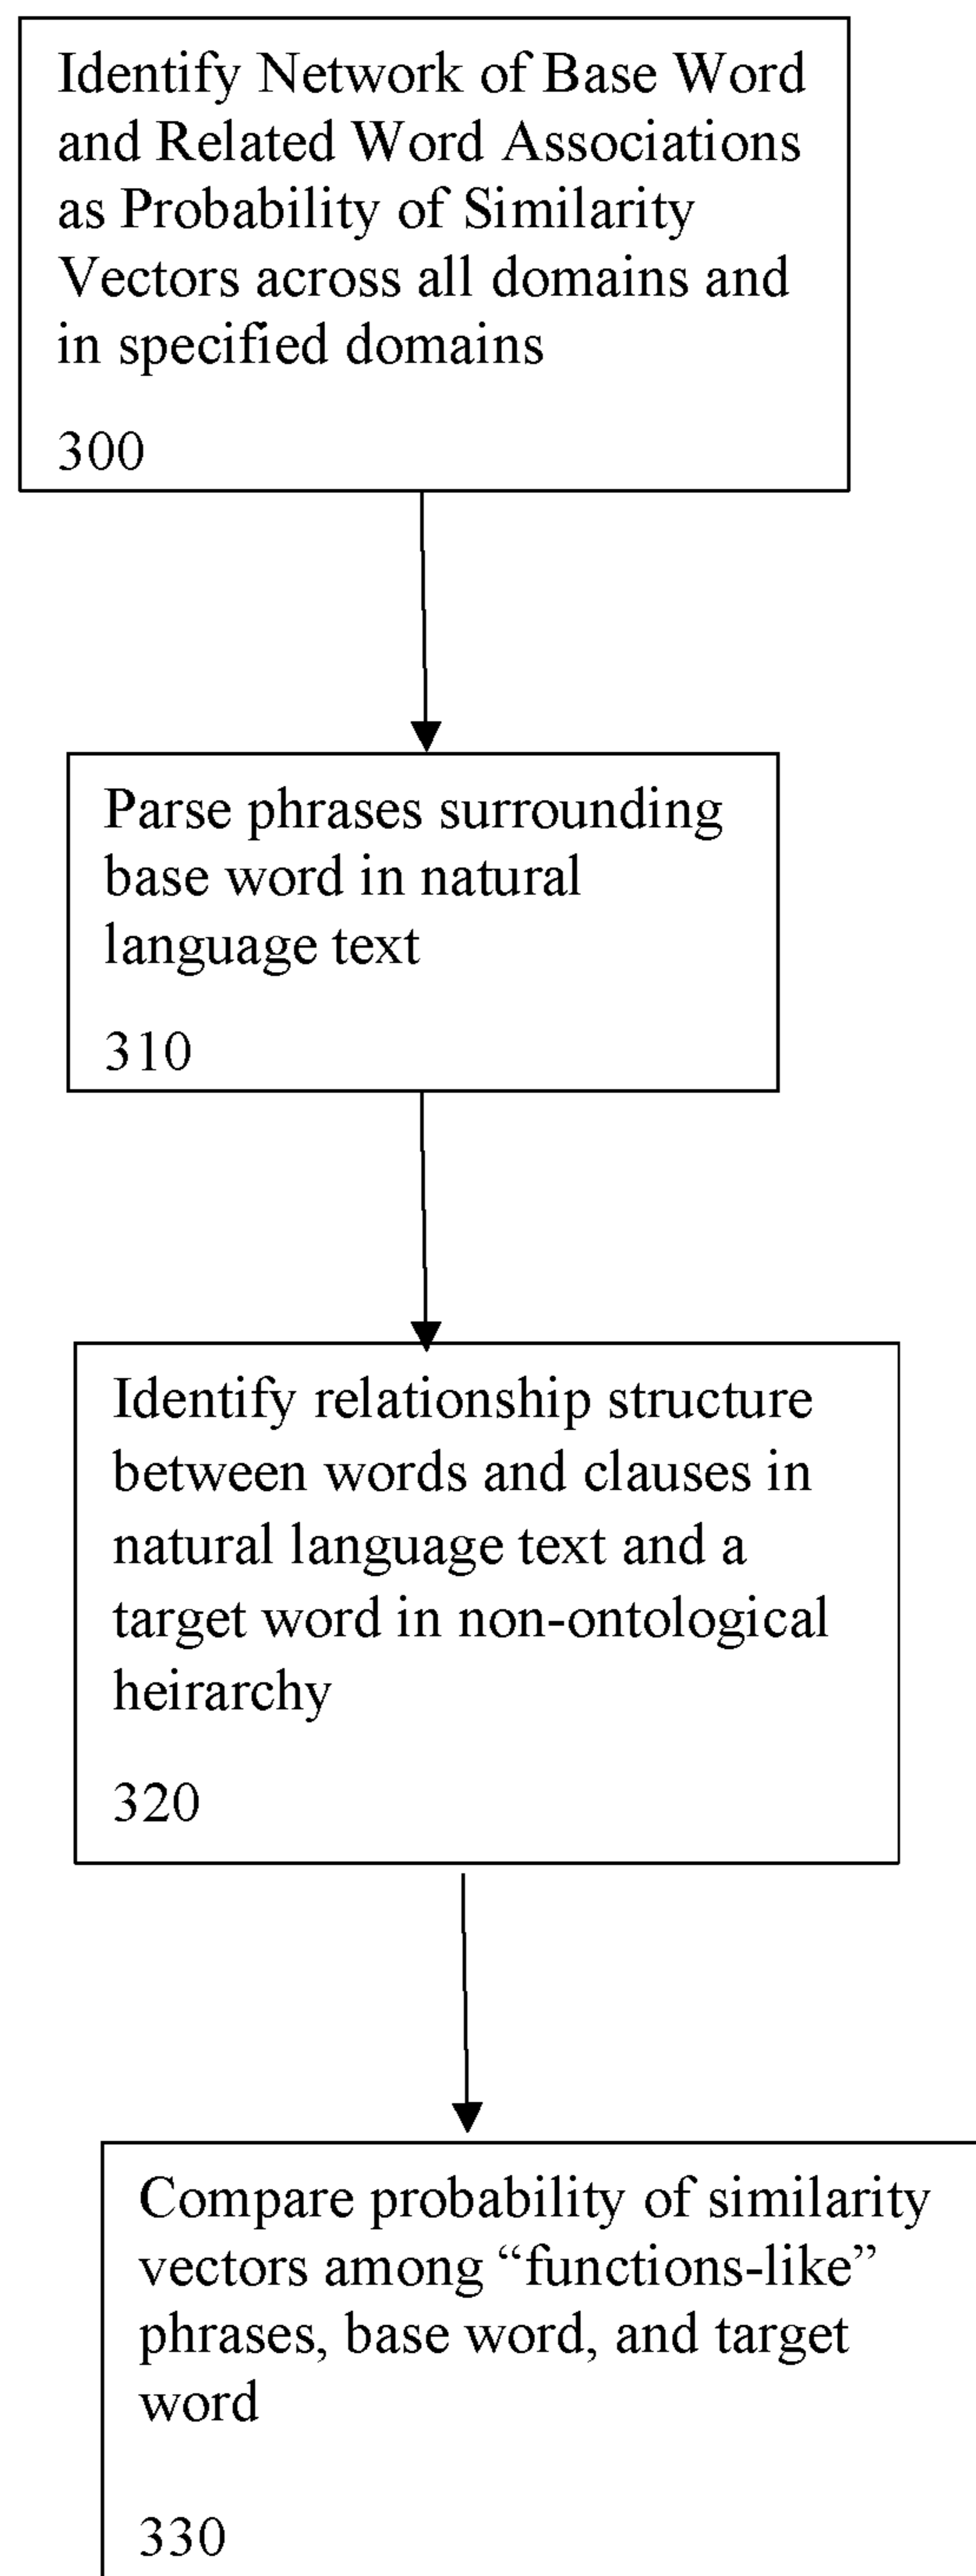 Identify Network of Base Word
and Related Word Associations
as Probability of Similarity
Vectors across all domains and
in specified domains
300
Parse phrases surrounding
base word in natural
language text
310
Identify relationship structure
between words and clauses in
natural language text and a
target word in non-ontological
heirarchy
320
Compare probability of similarity
vectors among “functions-like”
phrases, base word, and target
word
330